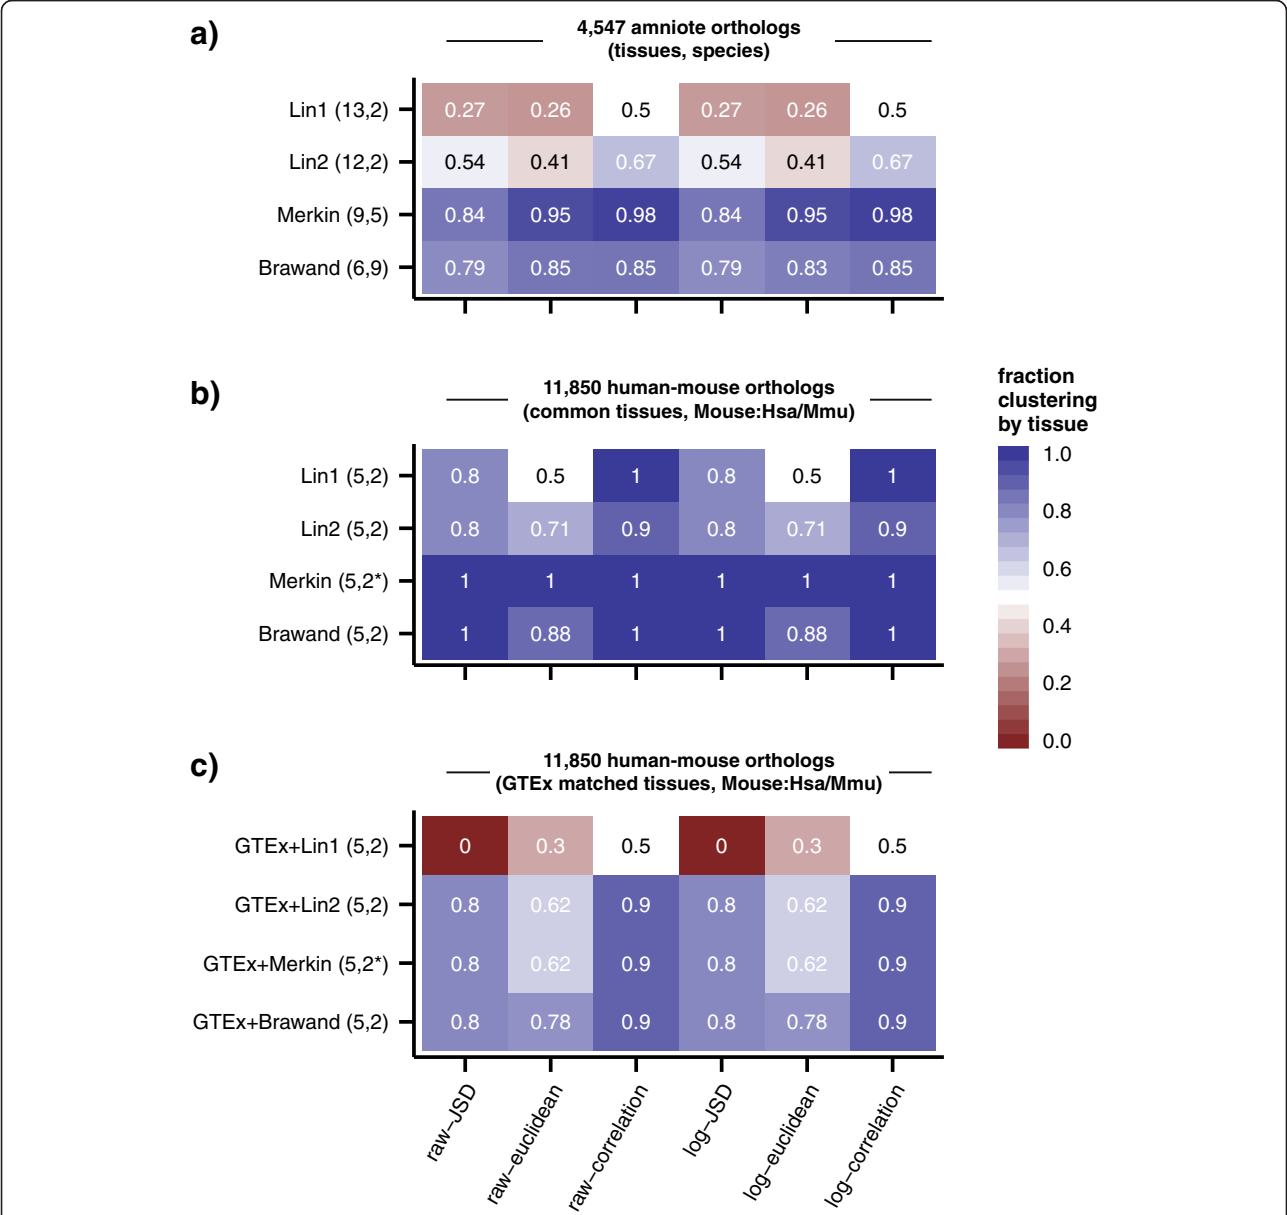 a)
4,547 amniote orthologs
(tissues, species)
Lin1 (13,2) 0.27 0.26 0.5 0.27 0.26 0.5
Lin2 (12,2) 0.54 0.41 0.67 0.54 0.41 0.67
Merkin (9,5) 0.84 0.95 0.98 0.84 0.95 0.98
Brawand (6,9) 0.79 0.85 0.85 0.79 0.83 0.85
b)
11,850 human-mouse orthologs
(common tissues, Mouse:Hsa/Mmu)
Lin1 (5,2) 0.8 0.5 1 0.8 0.5 1
Lin2 (5,2) 0.8 0.71 0.9 0.8 0.71 0.9
Merkin (5,2*) 1 1 1 1 1 1
Brawand (5,2) 1 0.88 1 1 0.88 1
fraction
clustering
by tissue
1.0
0.8
0.6
0.4
0.2
0.0
c)
11,850 human-mouse orthologs
(GTEx matched tissues, Mouse:Hsa/Mmu)
GTEx+Lin1 (5,2) 0 0.3 0.5 0 0.3 0.5
GTEx+Lin2 (5,2) 0.8 0.62 0.9 0.8 0.62 0.9
GTEx+Merkin (5,2*) 0.8 0.62 0.9 0.8 0.62 0.9
GTEx+Brawand (5,2) 0.8 0.78 0.9 0.8 0.78 0.9
raw−JSD
raw−euclidean
raw−correlation
log−JSD
log−euclidean
log−correlation